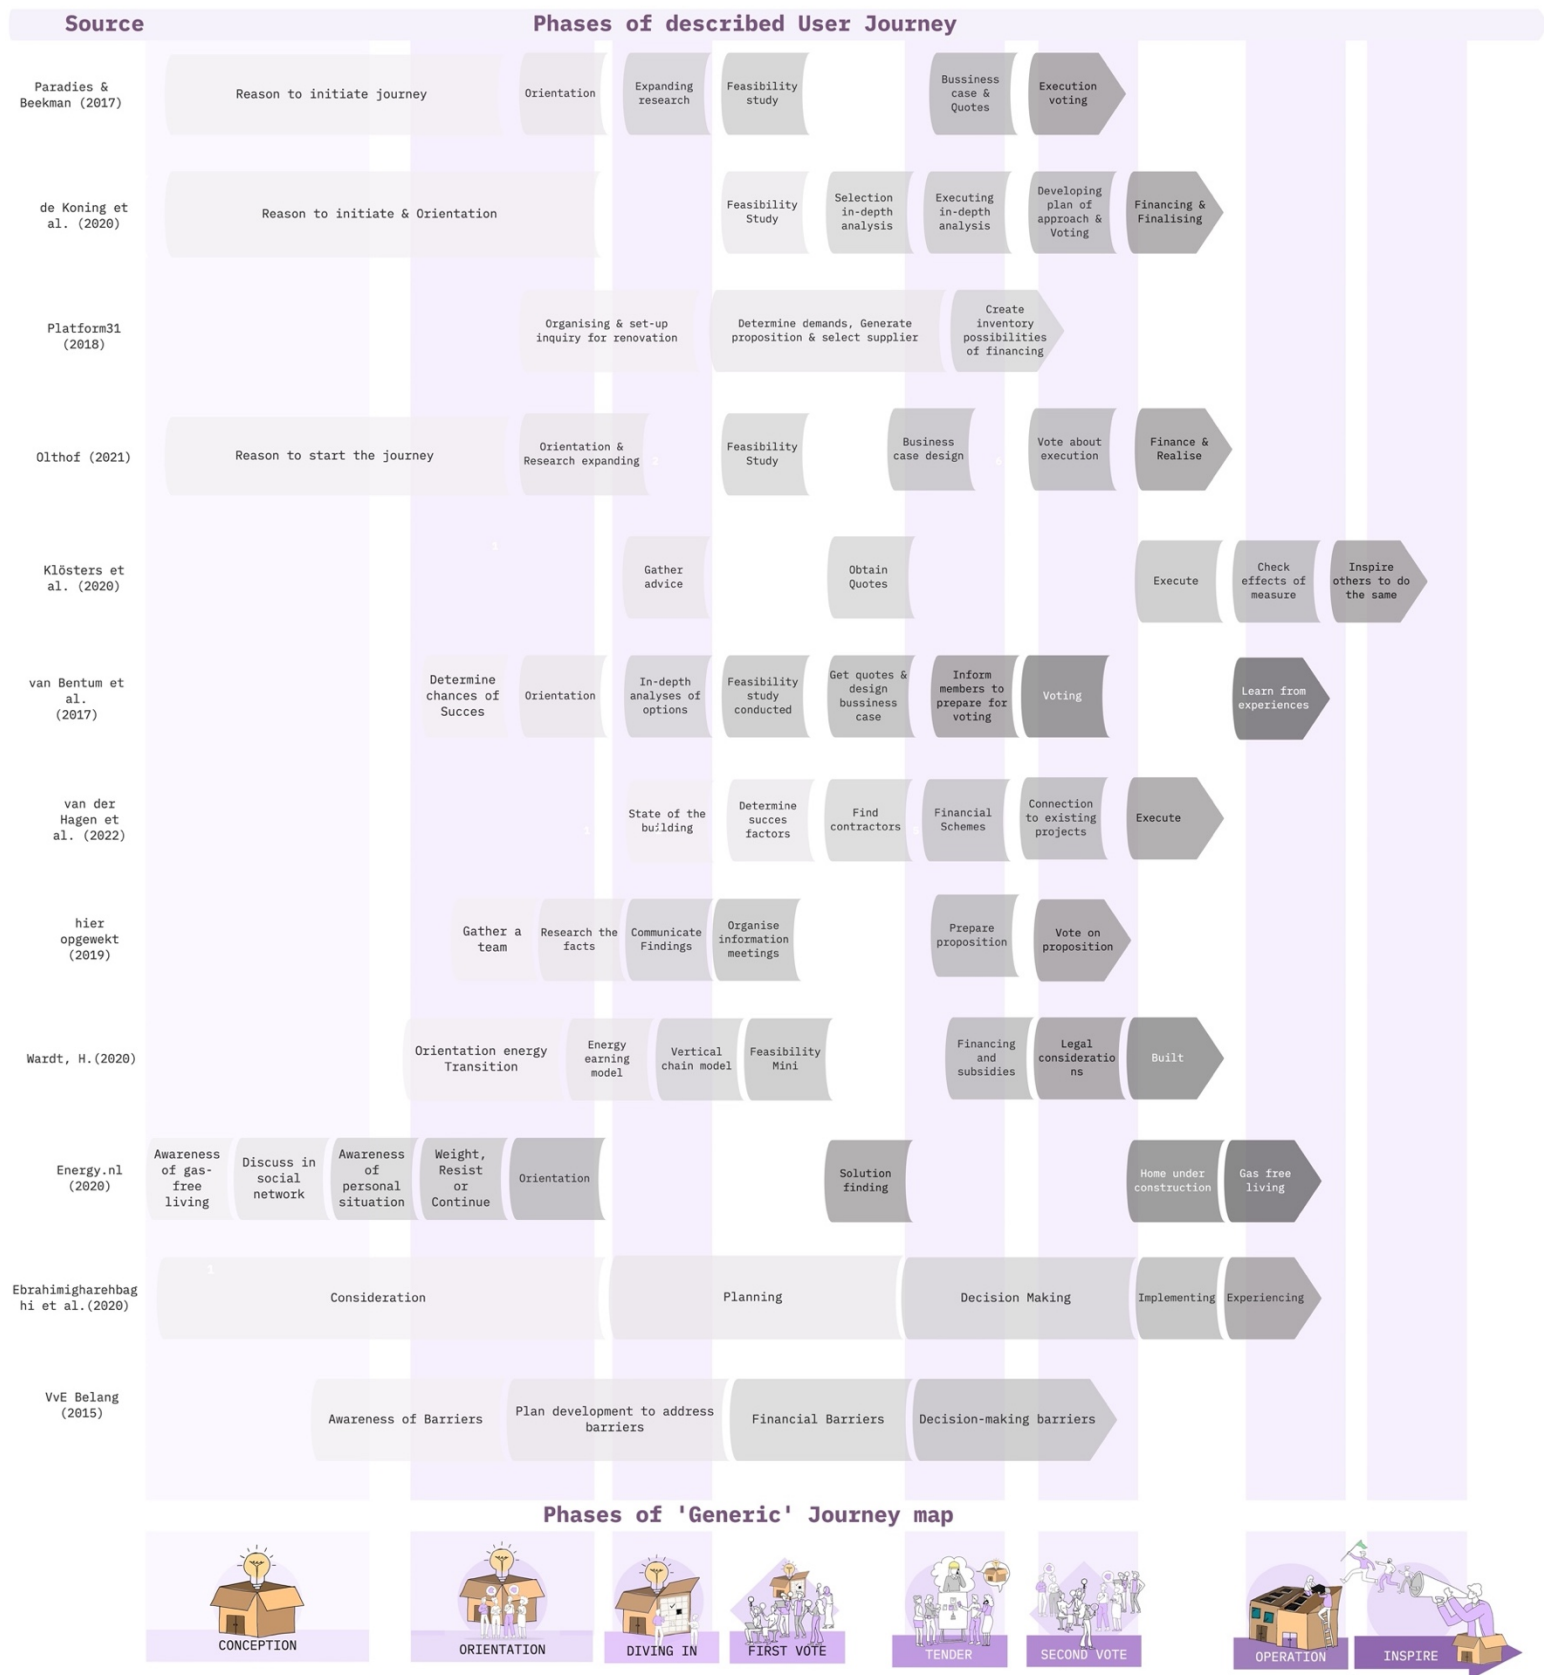 Source
Phases of described User Journey
Paradies &
Beekman (2017)
Reason to initiate journey
Orientation
Expanding
research
Feasibility
study
Bussiness
case &
Quotes
Execution
voting
de Koning et
al. (2020)
Reason to initiate & Orientation
Feasibility
Study
Selection
in-depth
analysis
Executing
in-depth
analysis
Developing
plan of
approach &
Voting
Financing &
Finalising
Platform31
(2018)
Organising & set-up
inquiry for renovation
Determine demands, Generate
proposition & select supplier
Create
inventory
possibilities
of financing
Olthof (2021)
Reason to start the journey
Orientation &
Research expanding
2
Feasibility
Study
Business
case design
Vote about
execution
Finance &
Realise
1
Klösters et
al. (2020)
Gather
advice
Obtain
Quotes
Execute
Check
effects of
measure
Inspire
others to do
the same
van Bentum et
al.
(2017)
Determine
chances of
Succes
Orientation
In-depth
analyses of
options
Feasibility
study
conducted
Get quotes &
design
bussiness
case
Inform
members to
prepare for
voting
Voting
Learn from
experiences
van der
Hagen et
al. (2022)
State of the
building
Determine
succes
factors
Find
contractors
Financial
Schemes
Connection
to existing
projects
Execute
hier
opgewekt
(2019)
Gather a
team
Research the
facts
Communicate
Findings
Organise
information
meetings
Prepare
proposition
Vote on
proposition
Wardt, H.(2020)
Orientation energy
Transition
Energy
earning
model
Vertical
chain model
Feasibility
Mini
Financing
and
subsidies
Legal
consideratio
ns
Built
Energy.nl
(2020)
Awareness
of gas-
free
living
Discuss in
social
network
Awareness
of
personal
situation
Weight,
Resist
or
Continue
Orientation
Solution
finding
Home under
construction
Gas free
living
Ebrahimigharehbag
hi et al.(2020)
1
Consideration
Planning
Decision Making
Implementing
Experiencing
VvE Belang
(2015)
Awareness of Barriers
Plan development to address
barriers
Financial Barriers
Decision-making barriers
Phases of 'Generic' Journey map
CONCEPTION
ORIENTATION
DIVING IN
FIRST VOTE
TENDER
SECOND VOTE
OPERATION
INSPIRE